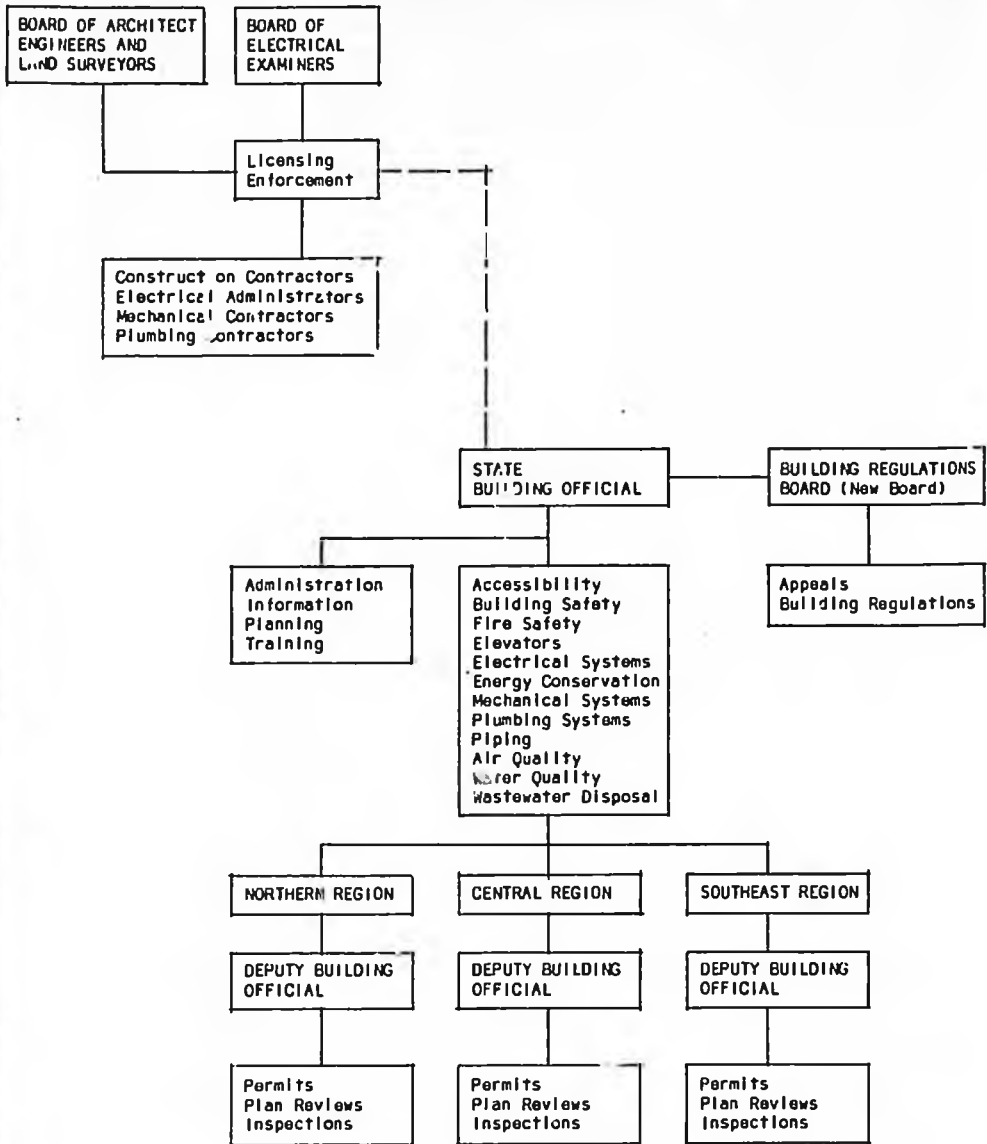 BOARD OF ARCHITECT
ENGINEERS AND
LAND SURVEYORS
BOARD OF
ELECTRICAL
EXAMINERS
Licensing
Enforcement
Construct on Contractors
Electrical Administrators
Mechanical Contractors
Plumbing ontractors
STATE
BUILDING OFFICIAL
BUILDING REGULATIONS
BOARD (New Board)
Administration
Information
Planning
Training
Accessibility
Building Safety
Fire Safety
Elevators
Electrical Systems
Energy Conservation
Mechanical Systems
Plumbing Systems
Piping
Air Quality
Water Quality
Wastewater Disposal
Appeals
Building Regulations
NORTHERN REGION
CENTRAL REGION
SOUTHEAST REGION
DEPUTY BUILDING
OFFICIAL
DEPUTY BUILDING
OFFICIAL
DEPUTY BUILDING
OFFICIAL
Permits
Plan Reviews
Inspections
Permits
Plan Reviews
Inspections
Permits
Plan Reviews
Inspections